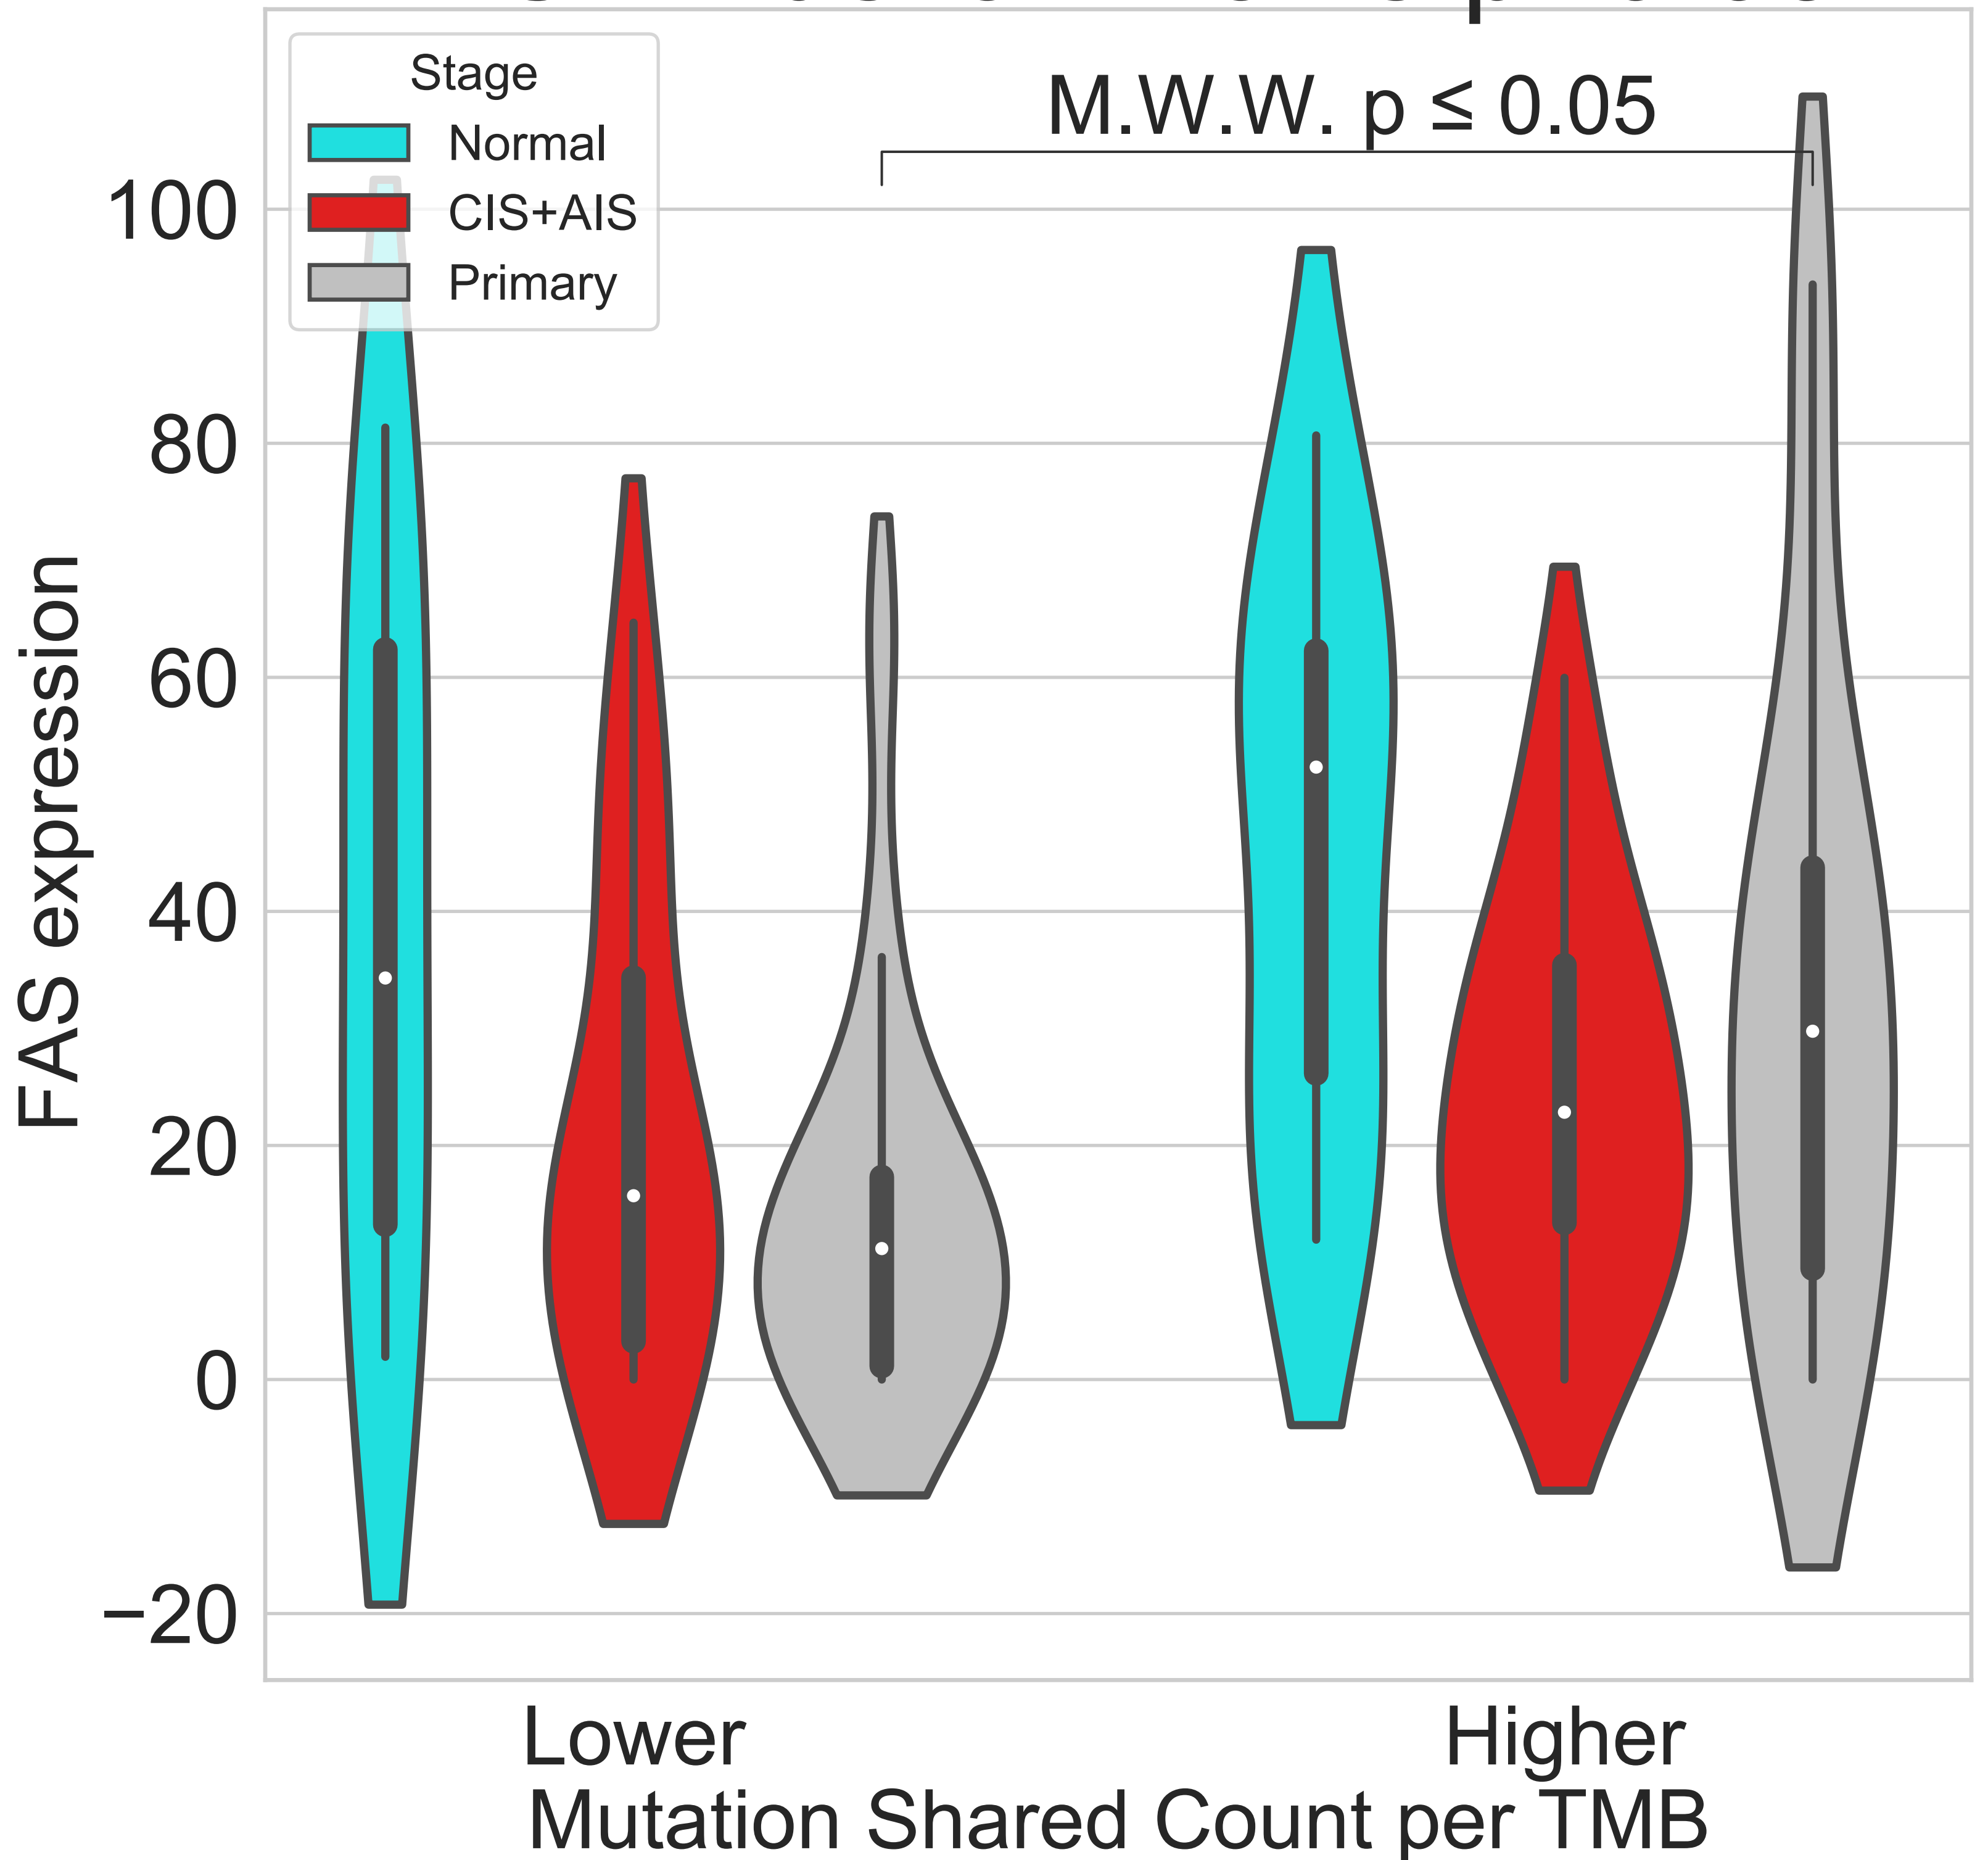 Stage
Normal
CIS+AIS
Primary
M.W.W. p ≤ 0.05
100
80
60
40
20
0
−20
FAS expression
Lower
Higher
Mutation Shared Count per TMB